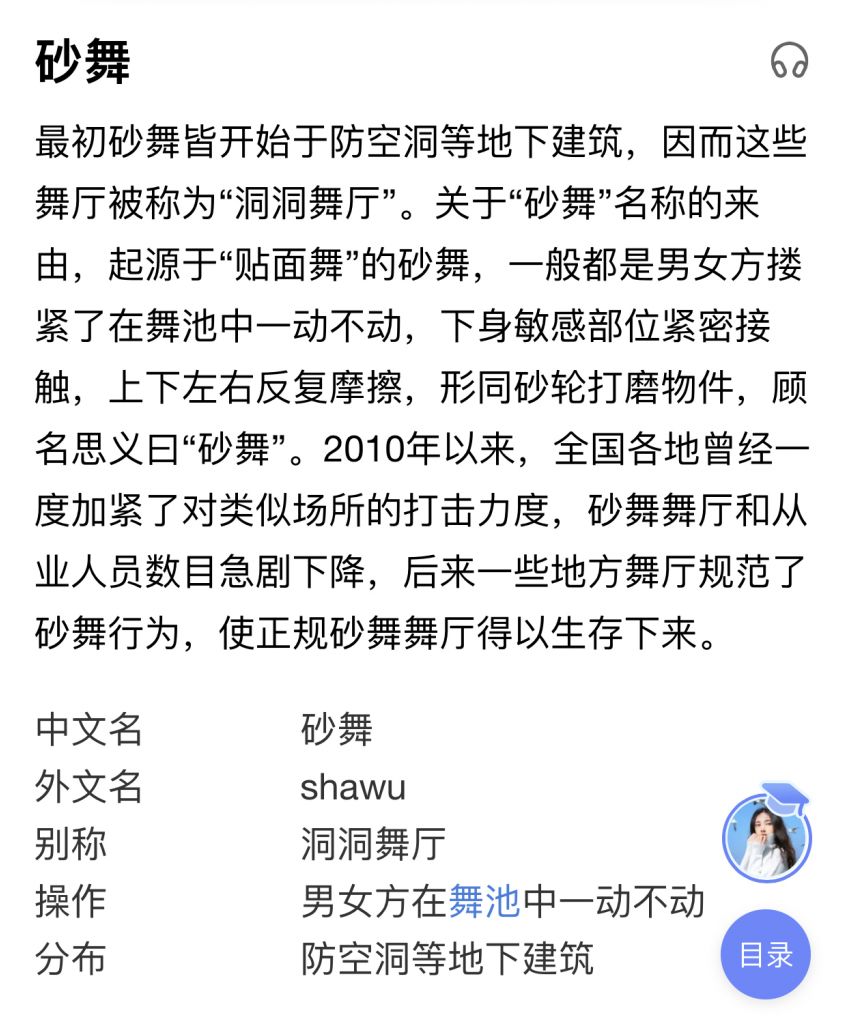 砂舞
最初砂舞皆开始于防空洞等地下建筑，因而这些
舞厅被称为“洞洞舞厅”。关于“砂舞”名称的来
由，起源于“贴面舞”的砂舞，一般都是男女方搂
紧了在舞池中一动不动，下身敏感部位紧密接
触，上下左右反复摩擦，形同砂轮打磨物件，顾
名思义曰“砂舞”。2010年以来，全国各地曾经一
度加紧了对类似场所的打击力度，砂舞舞厅和从
业人员数目急剧下降，后来一些地方舞厅规范了
砂舞行为，使正规砂舞舞厅得以生存下来。
中文名 砂舞
外文名 shawu
别称 洞洞舞厅
操作 男女方在舞池中一动不动
分布 防空洞等地下建筑
目录